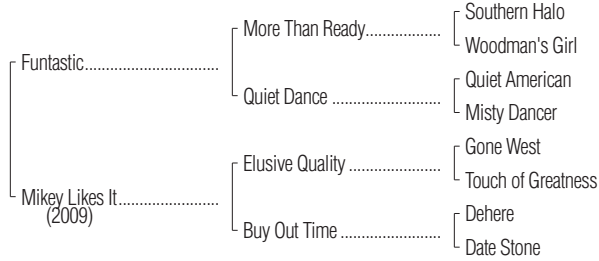 Southern Halo
More Than Ready..................
Woodman's Girl
Funtastic................................
Quiet American
Quiet Dance ..........................
Misty Dancer
Gone West
Elusive Quality ......................
Touch of Greatness
Mikey Likes It........................
(2009)
Dehere
Buy Out Time ........................
Date Stone